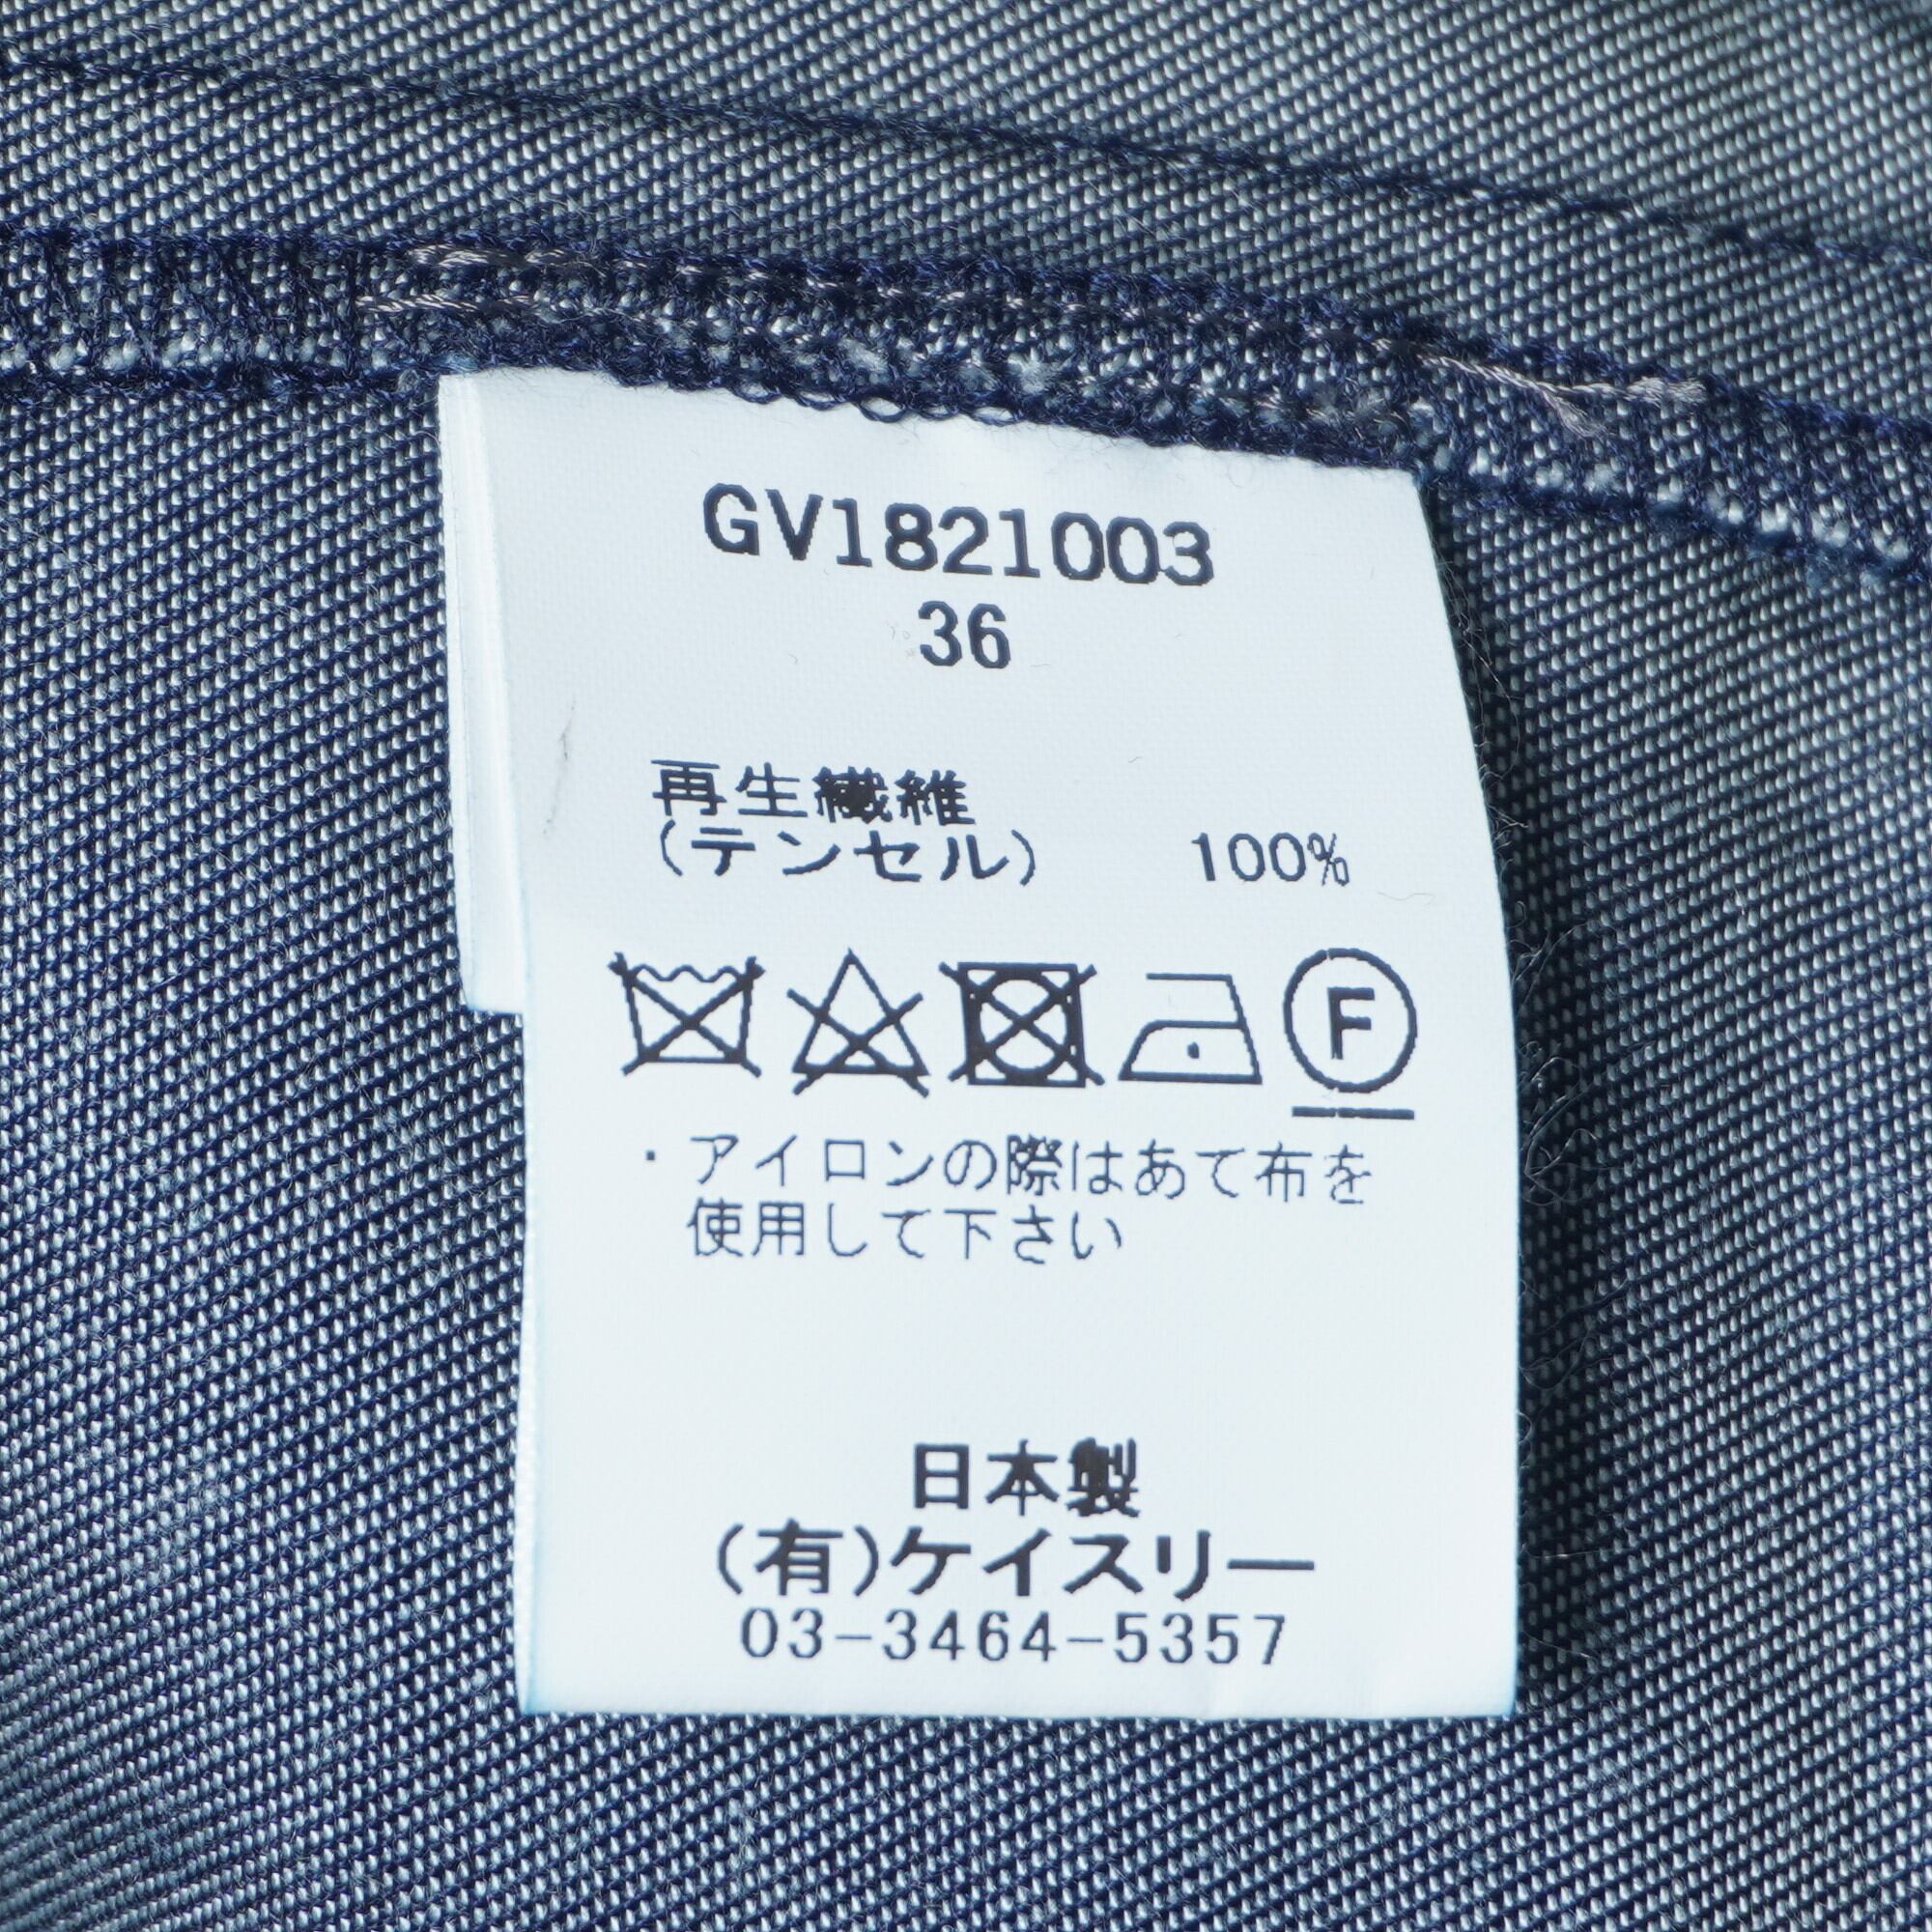 GV1821003
36
再生繊維
(テンセル) 100%
F
・アイロンの際はあて布を
使用して下さい
日本製
(有)ケイスリー
03-3464-5357